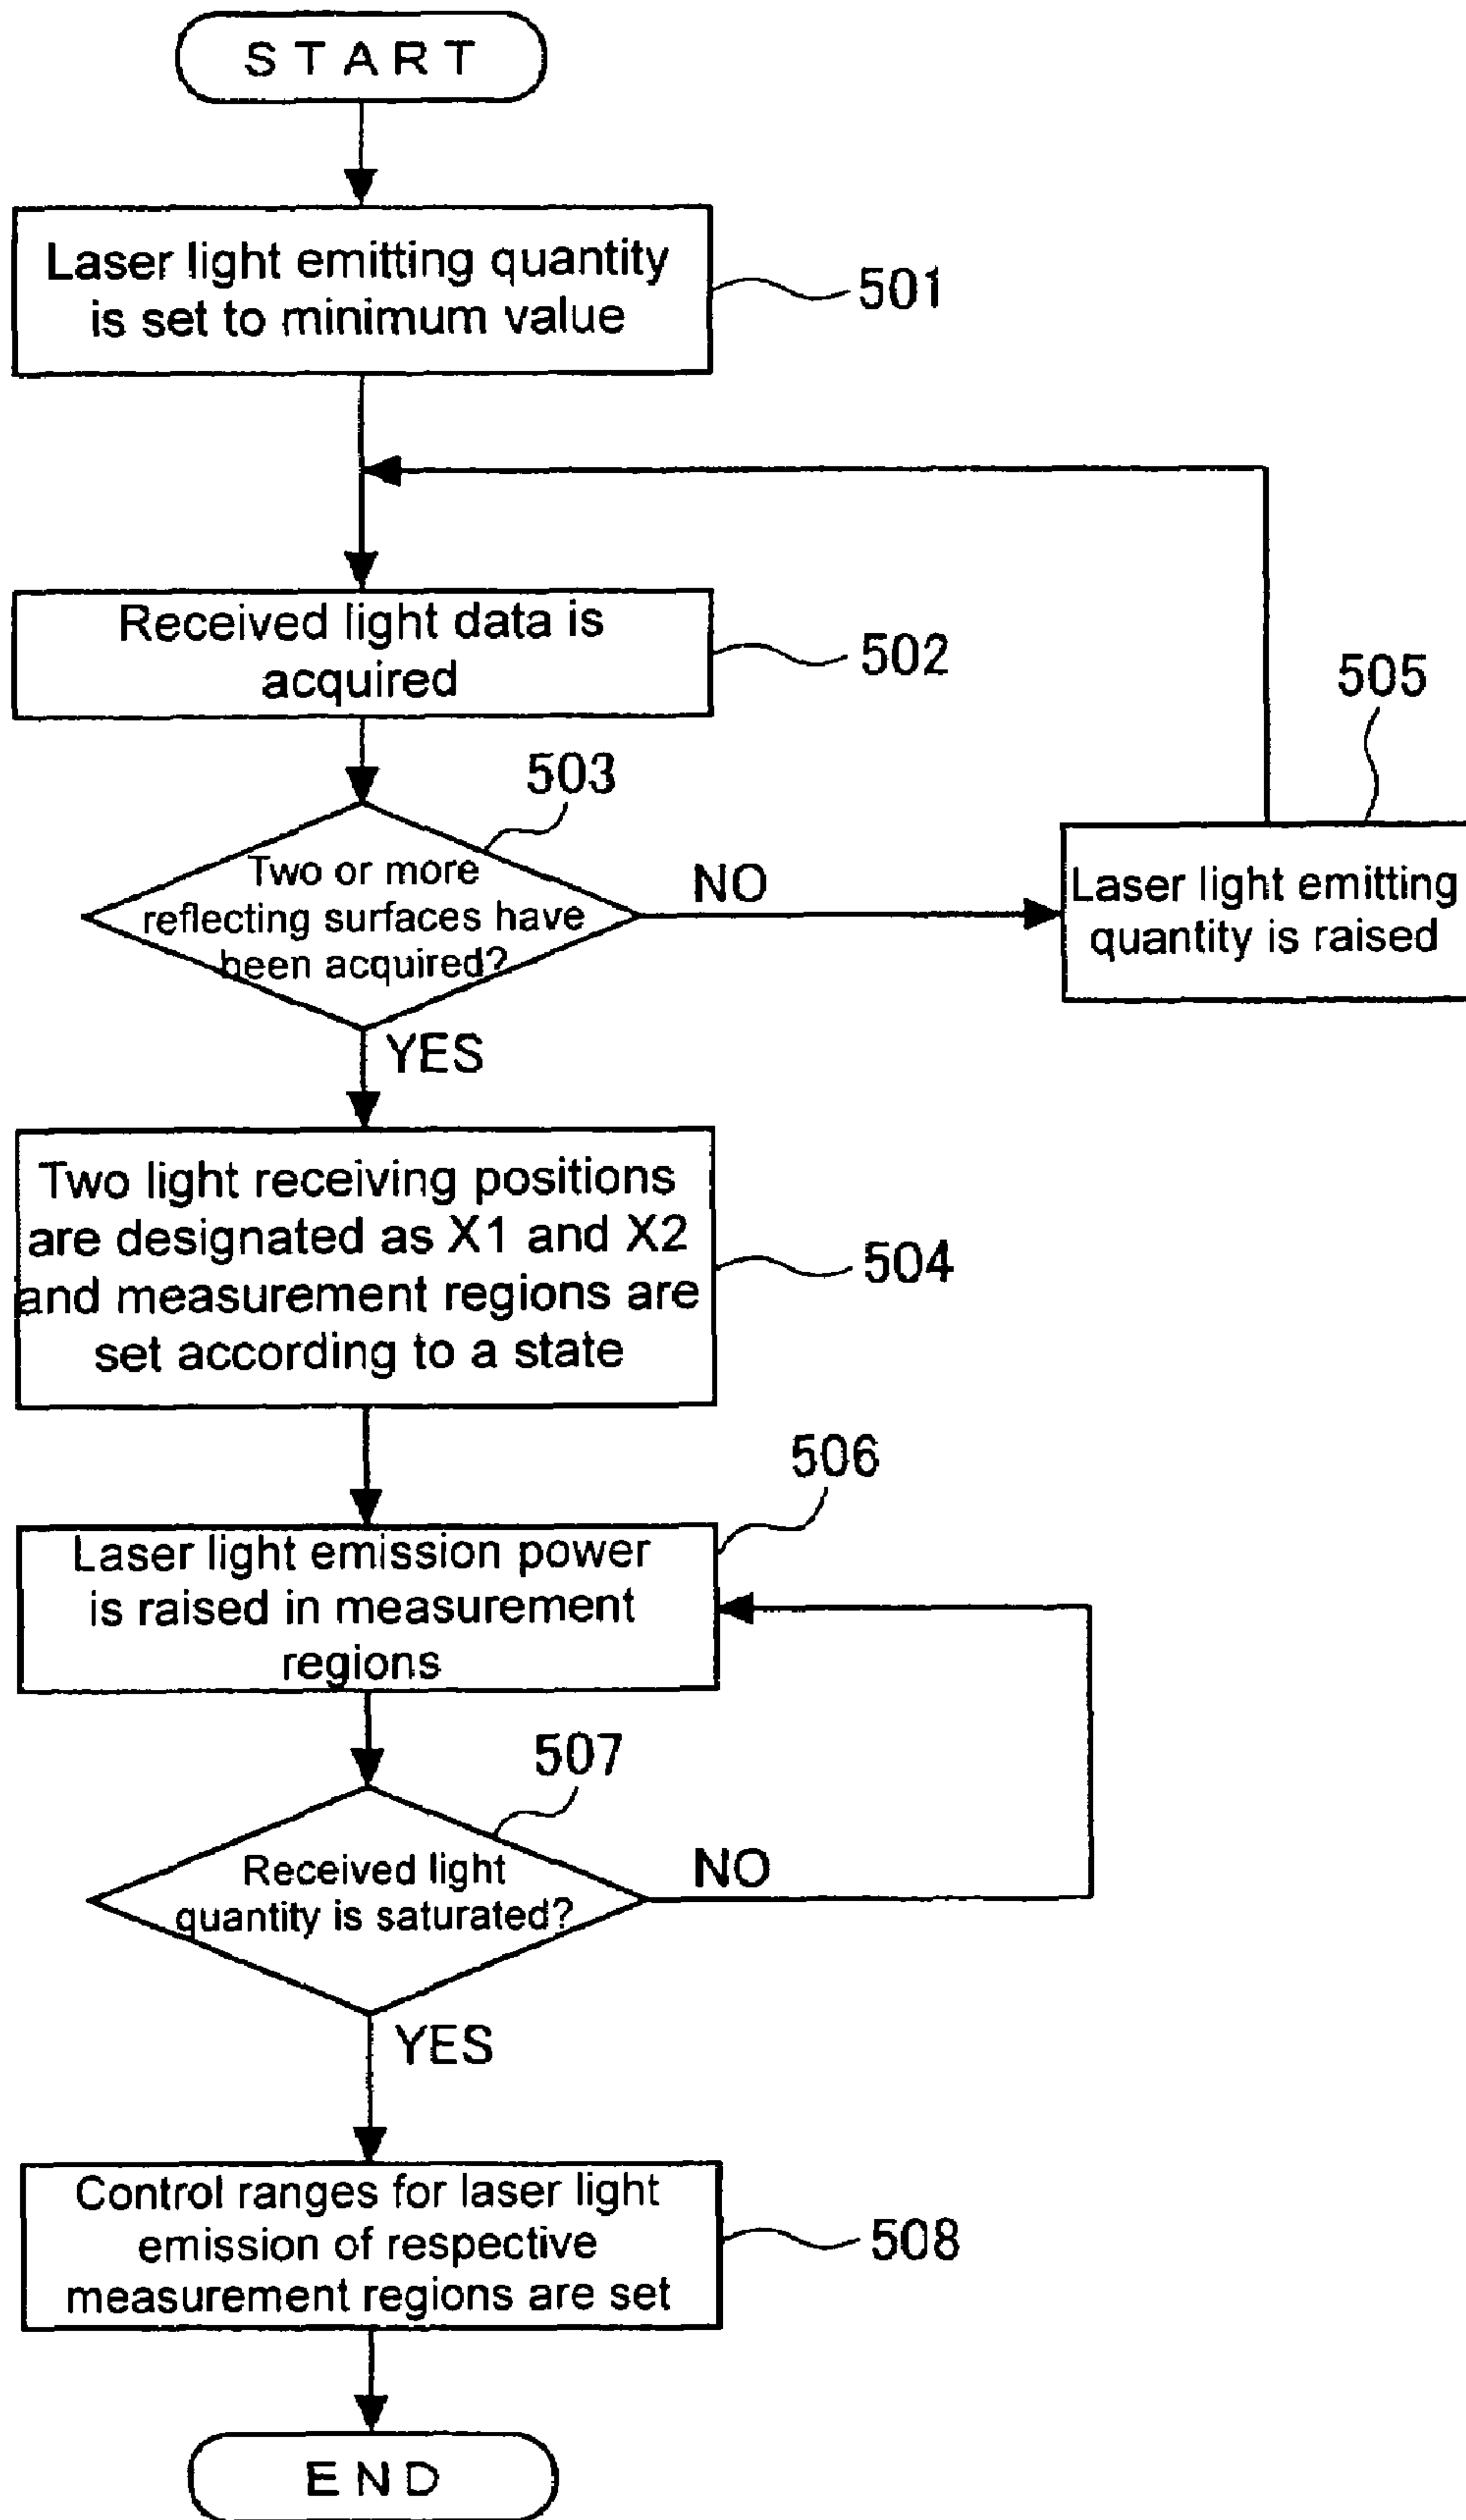 START
Laser light emitting quantity
is set to minimum value
501
Received light data is
acquired
502
503
Two or more
reflecting surfaces have
been acquired?
NO
505
Laser light emitting
quantity is raised
YES
Two light receiving positions
are designated as X1 and X2
and measurement regions are
set according to a state
504
506
Laser light emission power
is raised in measurement
regions
507
Received light
quantity is saturated?
NO
YES
Control ranges for laser light
emission of respective
measurement regions are set
508
END